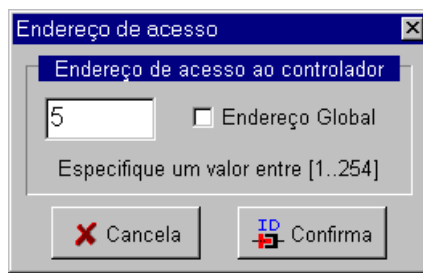 Endereço de acesso
Endereço de acesso ao controlador
5
Endereço Global
Especifique um valor entre [1..254]
Cancela
ID
Confirma